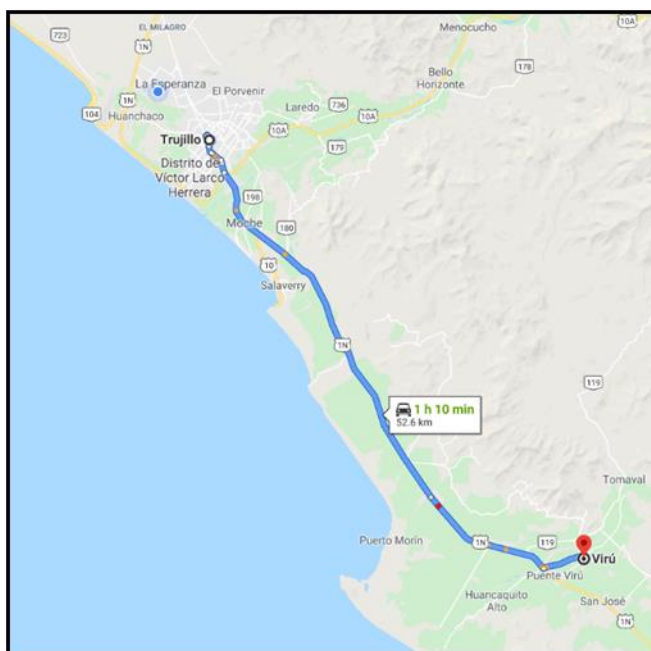 EL MILAGRO
723
1N
Menocucho
10A
La Esperanza
El Porvenir
Bello
Horizonte
178
1N
Huanchaco
Laredo
736
104
10A
10A
Trujillo
179
Distrito de
Víctor Larco
Herrera
198
Moche
180
10
Salaverry
1N
119
1 h 10 min
52.6 km
Tomaval
Puerto Morín
1N
119
Virú
Puente Virú
Huancaquito
Alto
San José
1N